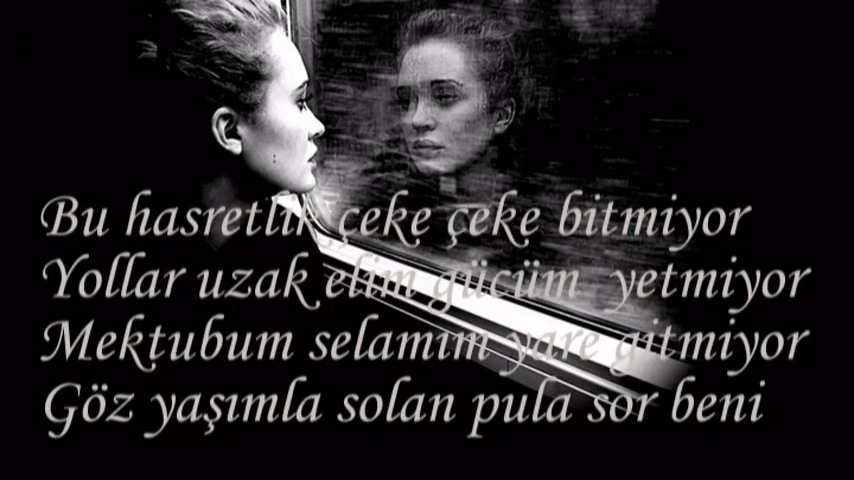 Bu hasretlik çeke çeke bitmiyor
Yollar uzak elim gücüm yetmiyor
Mektubum selamım yare gitmiyor
Göz yaşımla solan pula sor beni